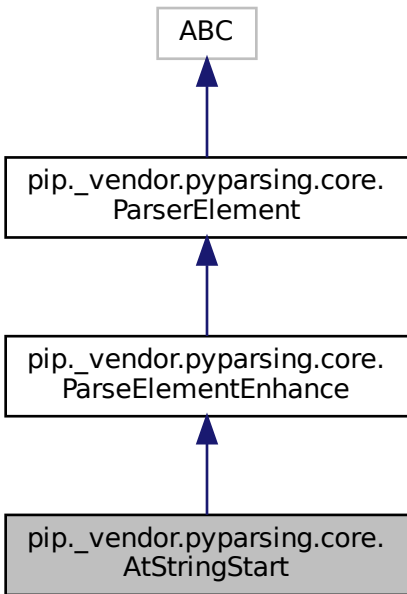 ABC
pip._vendor.pyparsing.core.
ParserElement
pip._vendor.pyparsing.core.
ParseElementEnhance
pip._vendor.pyparsing.core.
AtStringStart